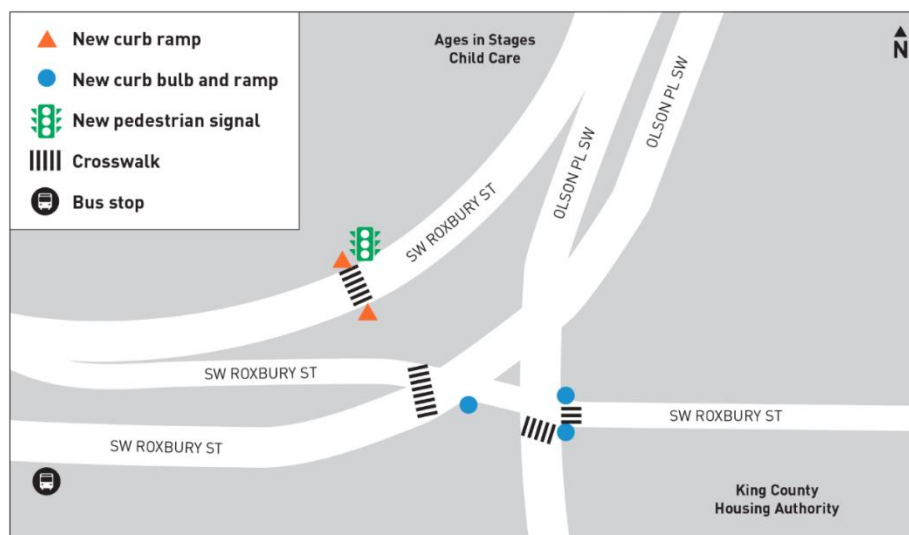 New curb ramp
New curb bulb and ramp
New pedestrian signal
Crosswalk
Bus stop
Ages in Stages
Child Care
N
OLSON PL SW
OLSON PL SW
SW ROXBURY ST
SW ROXBURY ST
SW ROXBURY ST
SW ROXBURY ST
King County
Housing Authority